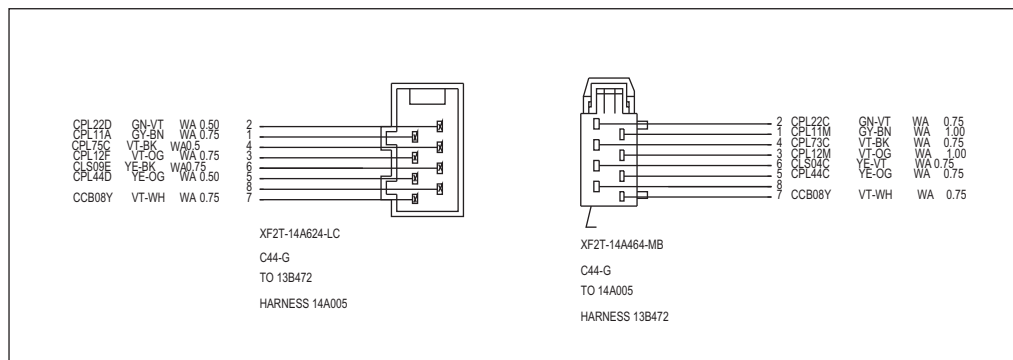 CPL22D GN-VT WA 0.50 2
CPL11A GY-BN WA 0.75 1
CPL75C VT-BK WA0.5 4
CPL12F VT-OG WA 0.75 3
CLS09E YE-BK WA0.75 6
CPL44D YE-OG WA 0.50 5
8
CCB08Y VT-WH WA 0.75 7
XF2T-14A624-LC
C44-G
TO 13B472
HARNESS 14A005
2 CPL22C GN-VT WA 0.75
1 CPL11M GY-BN WA 1.00
4 CPL73C VT-BK WA 0.75
3 CPL12M VT-OG WA 1.00
6 CLS04C YE-VT WA 0.75
5 CPL44C YE-OG WA 0.75
8
7 CCB08Y VT-WH WA 0.75
XF2T-14A464-MB
C44-G
TO 14A005
HARNESS 13B472